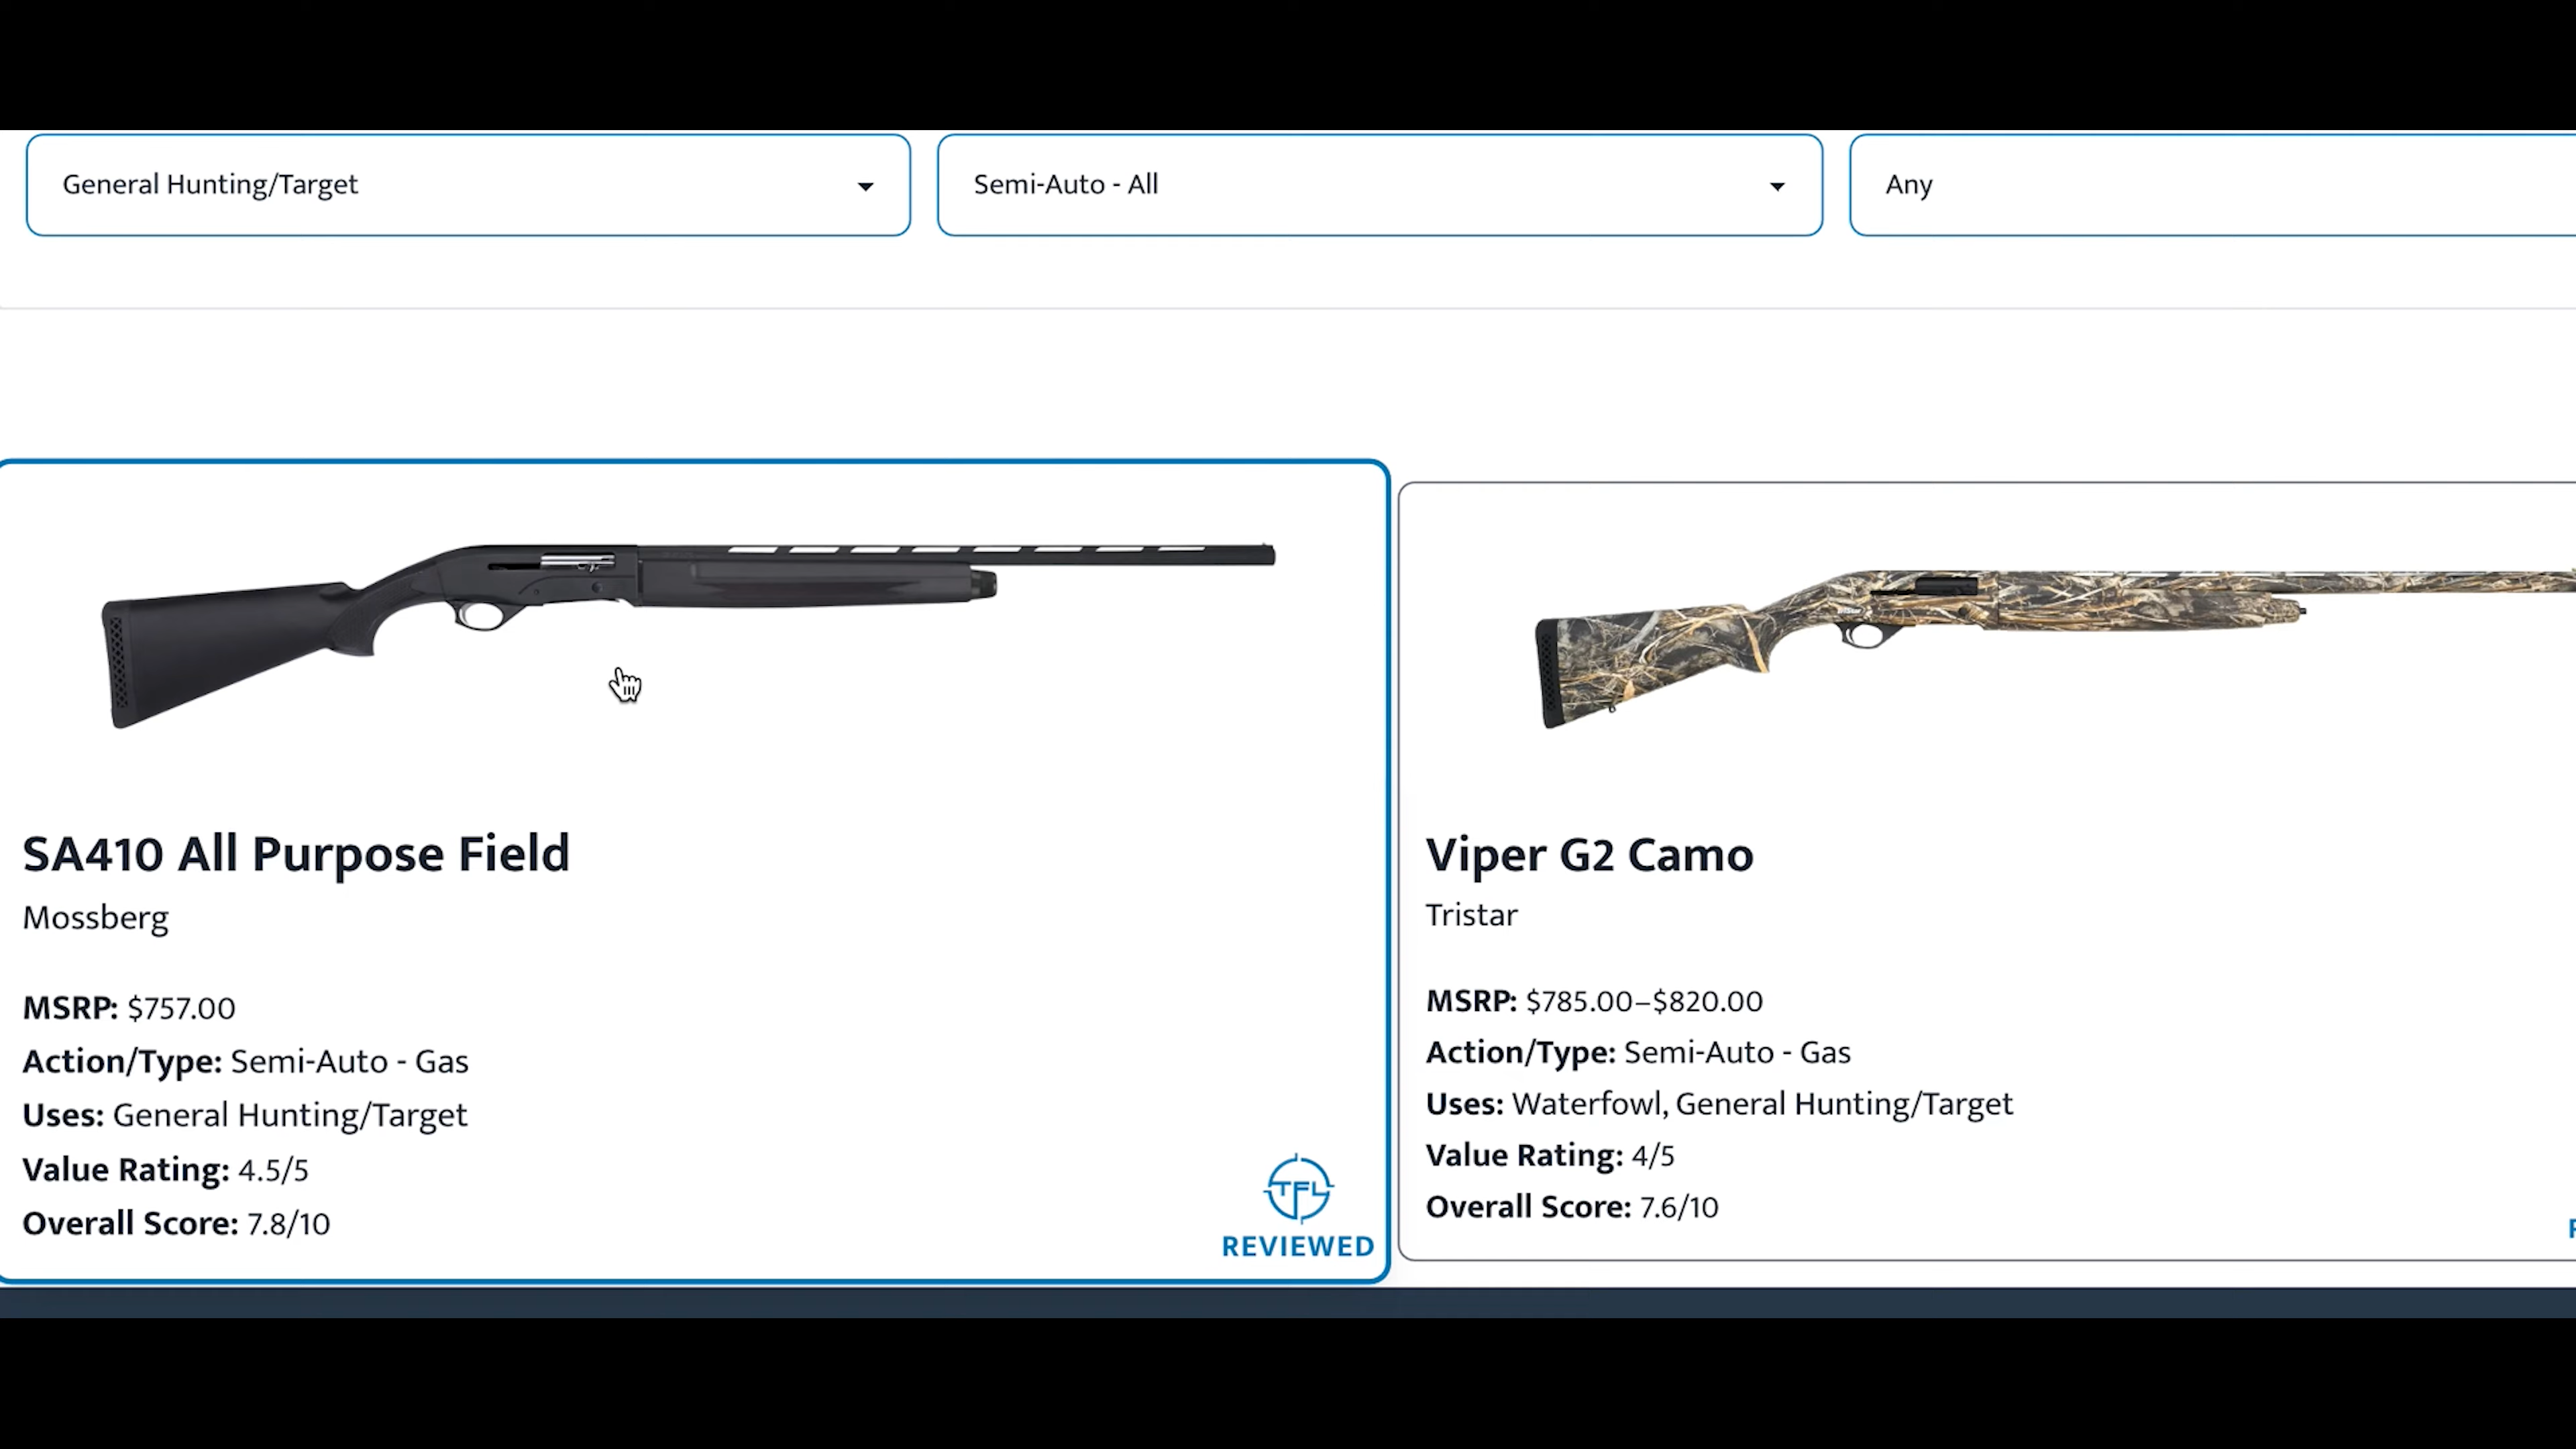 General Hunting/Target
Semi-Auto - All
Any
SA410 All Purpose Field
Mossberg
MSRP: $757.00
Action/Type: Semi-Auto - Gas
Uses: General Hunting/Target
Value Rating: 4.5/5
Overall Score: 7.8/10
TFL
REVIEWED
Viper G2 Camo
Tristar
MSRP: $785.00–$820.00
Action/Type: Semi-Auto - Gas
Uses: Waterfowl, General Hunting/Target
Value Rating: 4/5
Overall Score: 7.6/10